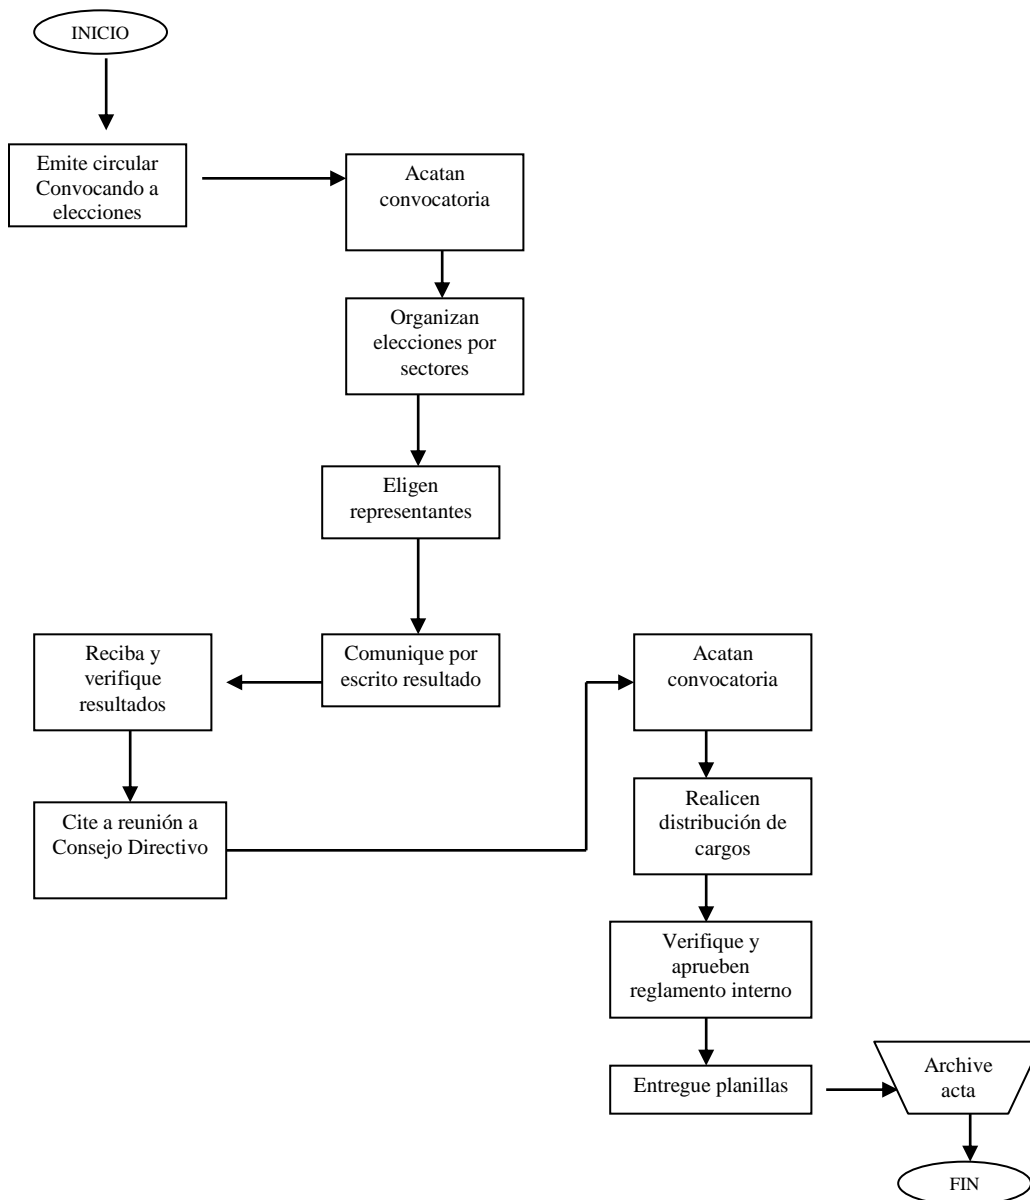 INICIO
Emite circular
Convocando a
elecciones
Acatan
convocatoria
Organizan
elecciones por
sectores
Eligen
representantes
Comunique por
escrito resultado
Reciba y
verifique
resultados
Cite a reunión a
Consejo Directivo
Acatan
convocatoria
Realicen
distribución de
cargos
Verifique y
aprueben
reglamento interno
Entregue planillas
Archive
acta
FIN